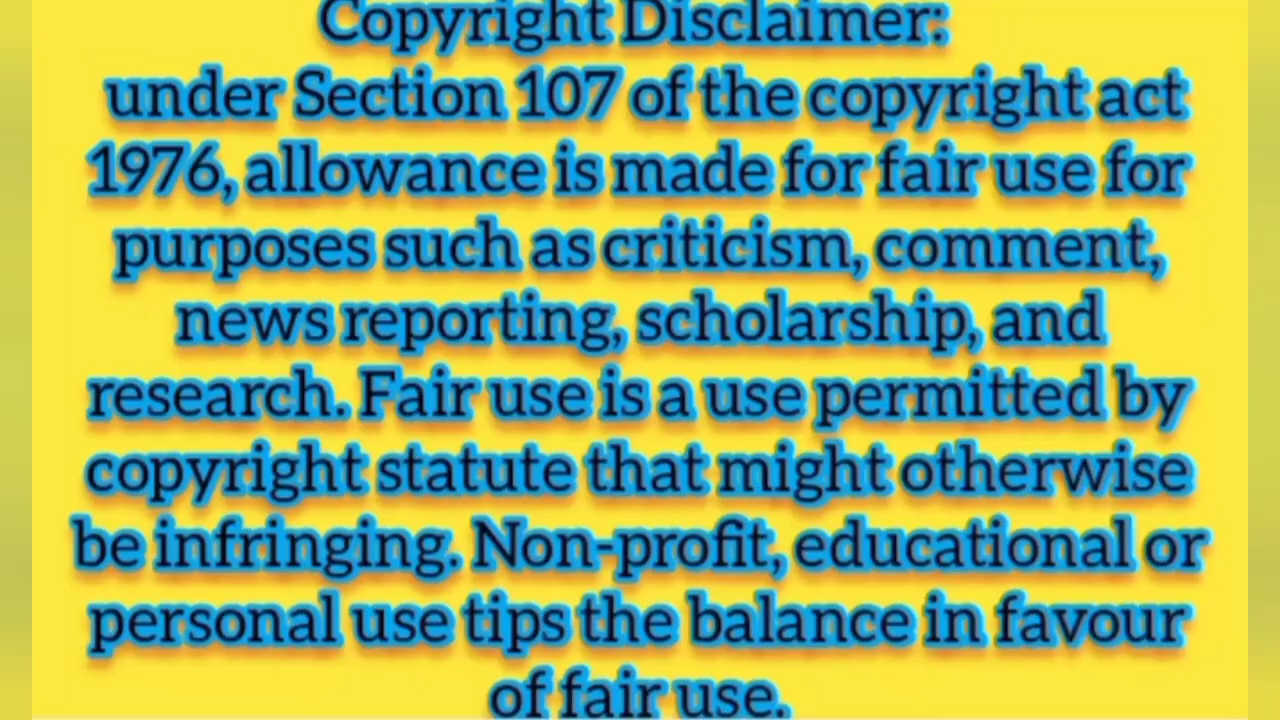 Copyright Disclaimer:
under Section 107 of the copyright act
1976, allowance is made for fair use for
purposes such as criticism, comment,
news reporting, scholarship, and
research. Fair use is a use permitted by
copyright statute that might otherwise
be infringing. Non-profit, educational or
personal use tips the balance in favour
of fair use.